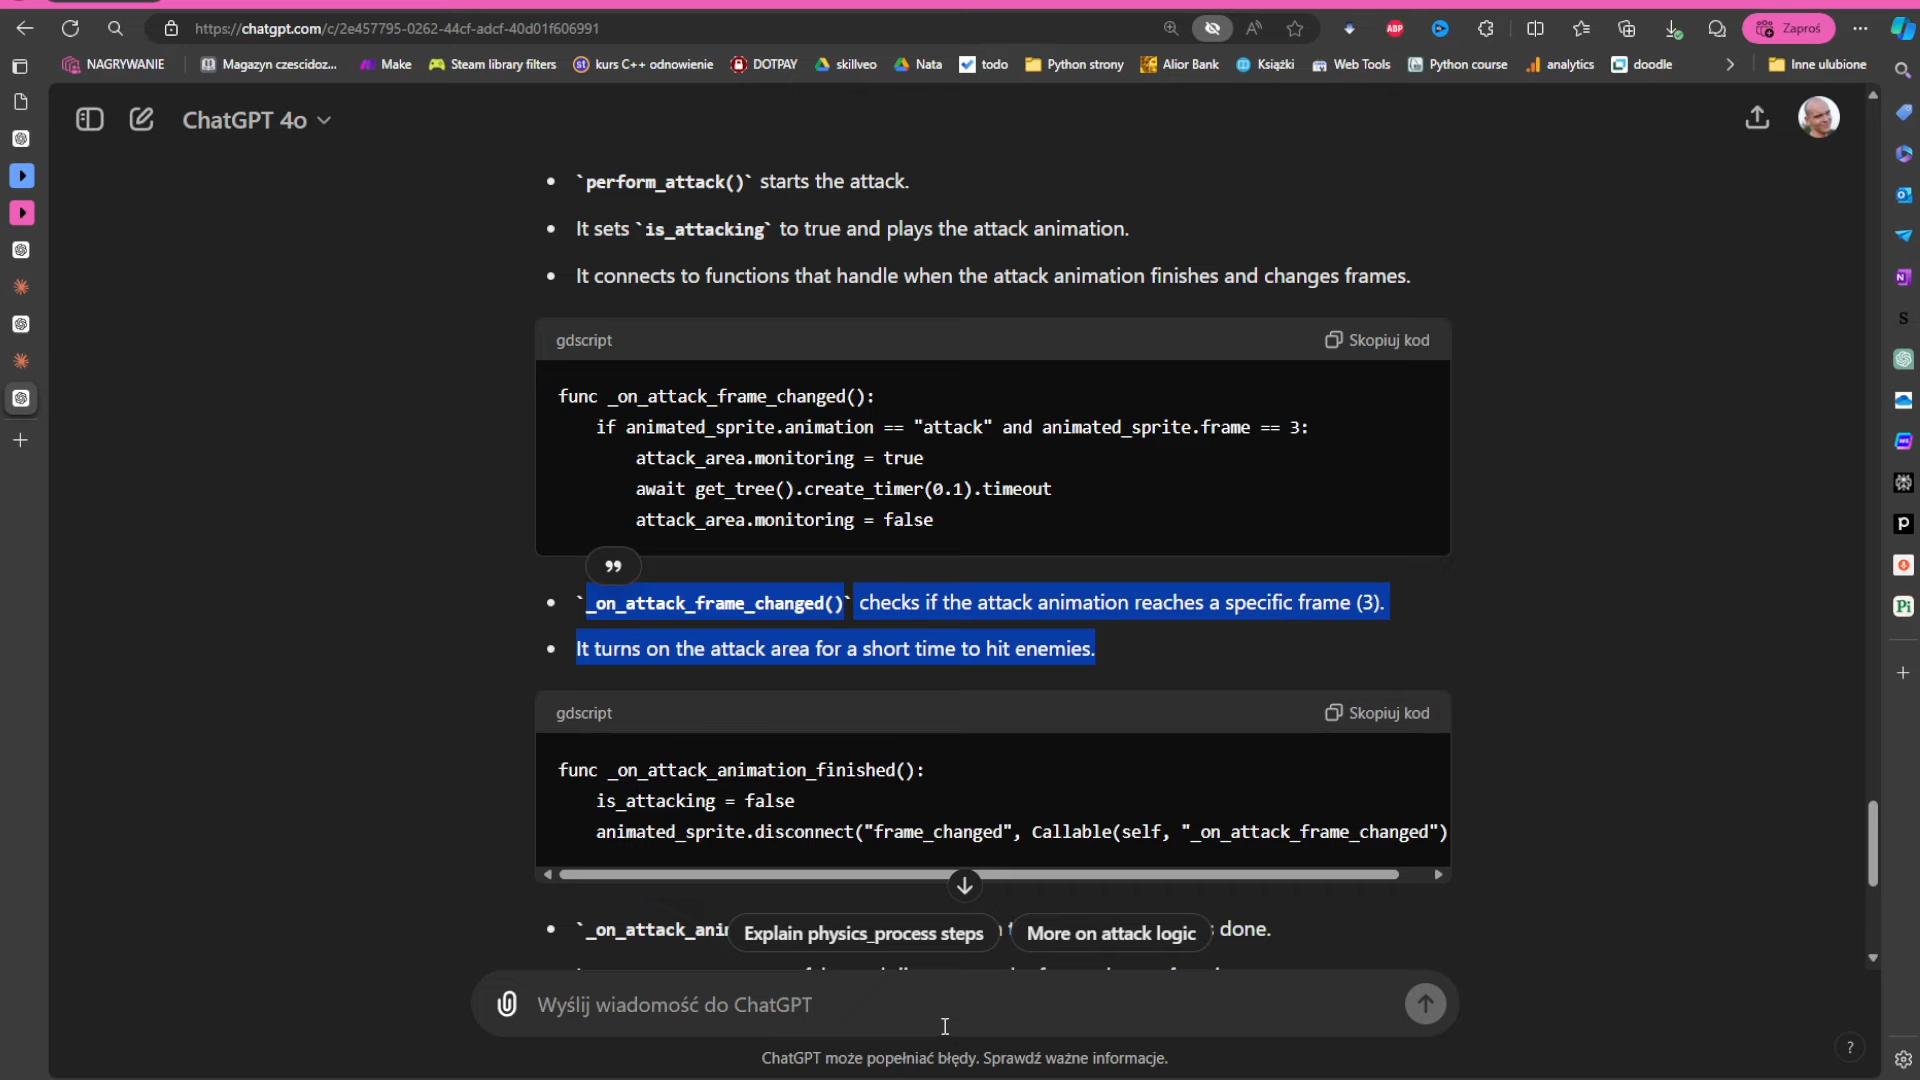 https://chatgpt.com/c/2e457795-0262-44cf-adcf-40d01f606991
ABP
Zaproś
NAGRYWANIE
Magazyn czescidoz...
Make
Steam library filters
kurs C++ odnowienie
DOTPAY
skillveo
Nata
todo
Python strony
Alior Bank
Książki
Web Tools
Python course
analytics
doodle
Inne ulubione
ChatGPT 4o
• `perform_attack()` starts the attack.
• It sets `is_attacking` to true and plays the attack animation.
• It connects to functions that handle when the attack animation finishes and changes frames.
gdscript
Skopiuj kod
func _on_attack_frame_changed():
    if animated_sprite.animation == "attack" and animated_sprite.frame == 3:
        attack_area.monitoring = true
        await get_tree().create_timer(0.1).timeout
        attack_area.monitoring = false
• `_on_attack_frame_changed()` checks if the attack animation reaches a specific frame (3).
• It turns on the attack area for a short time to hit enemies.
gdscript
Skopiuj kod
func _on_attack_animation_finished():
    is_attacking = false
    animated_sprite.disconnect("frame_changed", Callable(self, "_on_attack_frame_changed")
• `_on_attack_ani
done.
Explain physics_process steps
More on attack logic
Wyślij wiadomość do ChatGPT
ChatGPT może popełniać błędy. Sprawdź ważne informacje.
?